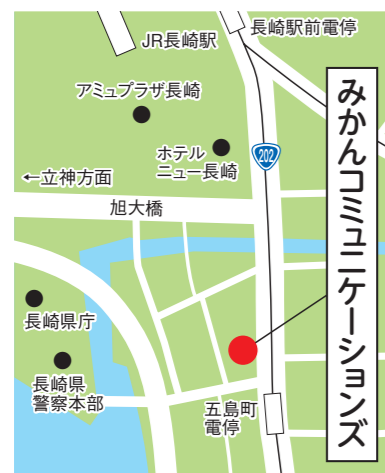 長崎駅前電停
JR長崎駅
アミュプラザ長崎
ホテル
ニュー長崎
202
←立神方面
旭大橋
みかんコミュニケーションズ
長崎県庁
長崎県
警察本部
五島町
電停